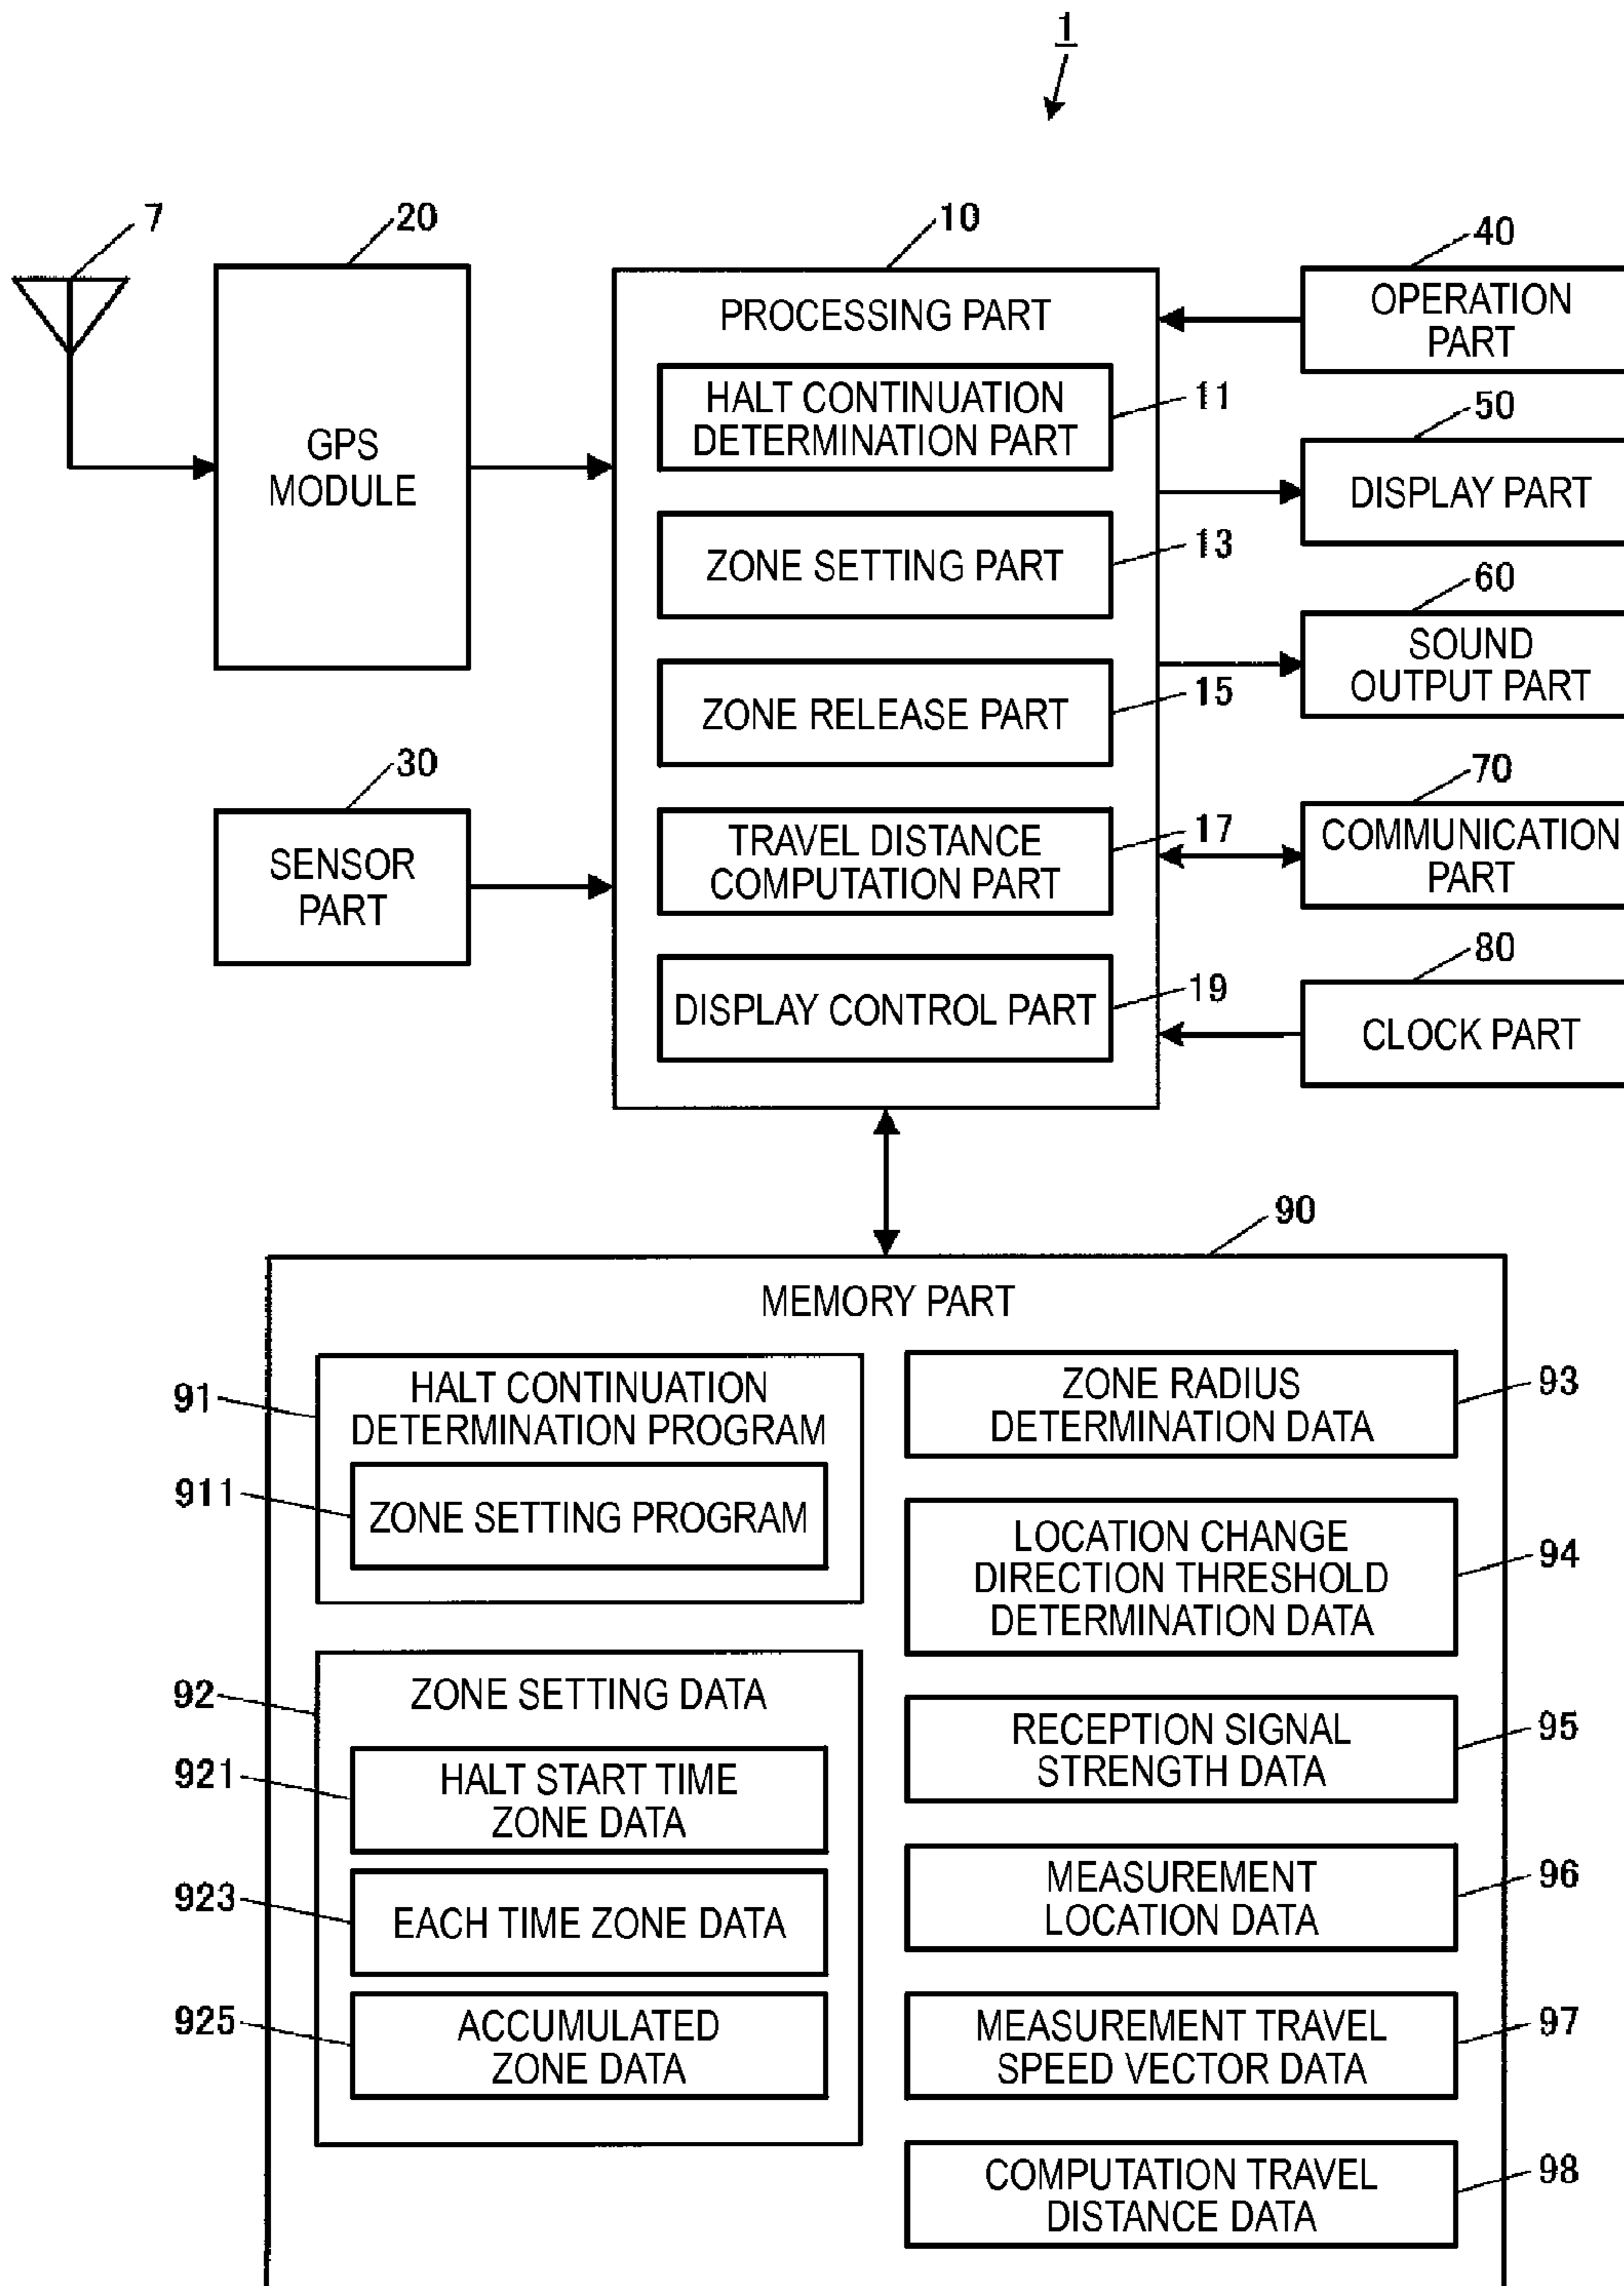 1
7
20
10
40
GPS
MODULE
PROCESSING PART
OPERATION
PART
HALT CONTINUATION
DETERMINATION PART
11
50
DISPLAY PART
ZONE SETTING PART
13
60
SOUND
OUTPUT PART
ZONE RELEASE PART
15
30
SENSOR
PART
TRAVEL DISTANCE
COMPUTATION PART
17
70
COMMUNICATION
PART
DISPLAY CONTROL PART
19
80
CLOCK PART
90
MEMORY PART
91
HALT CONTINUATION
DETERMINATION PROGRAM
911
ZONE SETTING PROGRAM
92
ZONE SETTING DATA
921
HALT START TIME
ZONE DATA
923
EACH TIME ZONE DATA
925
ACCUMULATED
ZONE DATA
ZONE RADIUS
DETERMINATION DATA
93
LOCATION CHANGE
DIRECTION THRESHOLD
DETERMINATION DATA
94
RECEPTION SIGNAL
STRENGTH DATA
95
MEASUREMENT
LOCATION DATA
96
MEASUREMENT TRAVEL
SPEED VECTOR DATA
97
COMPUTATION TRAVEL
DISTANCE DATA
98